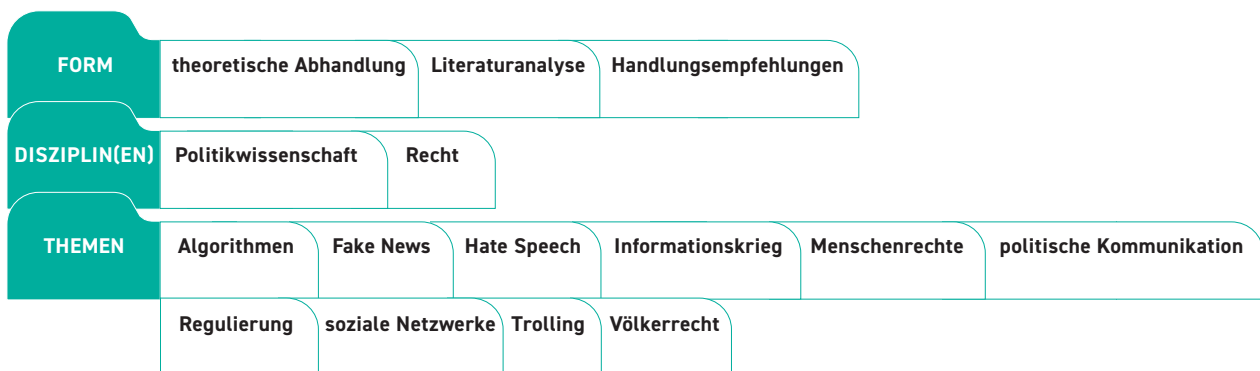 FORM theoretische Abhandlung Literaturanalyse Handlungsempfehlungen
DISZIPLIN(EN) Politikwissenschaft Recht
THEMEN Algorithmen Fake News Hate Speech Informationskrieg Menschenrechte politische Kommunikation
Regulierung soziale Netzwerke Trolling Völkerrecht